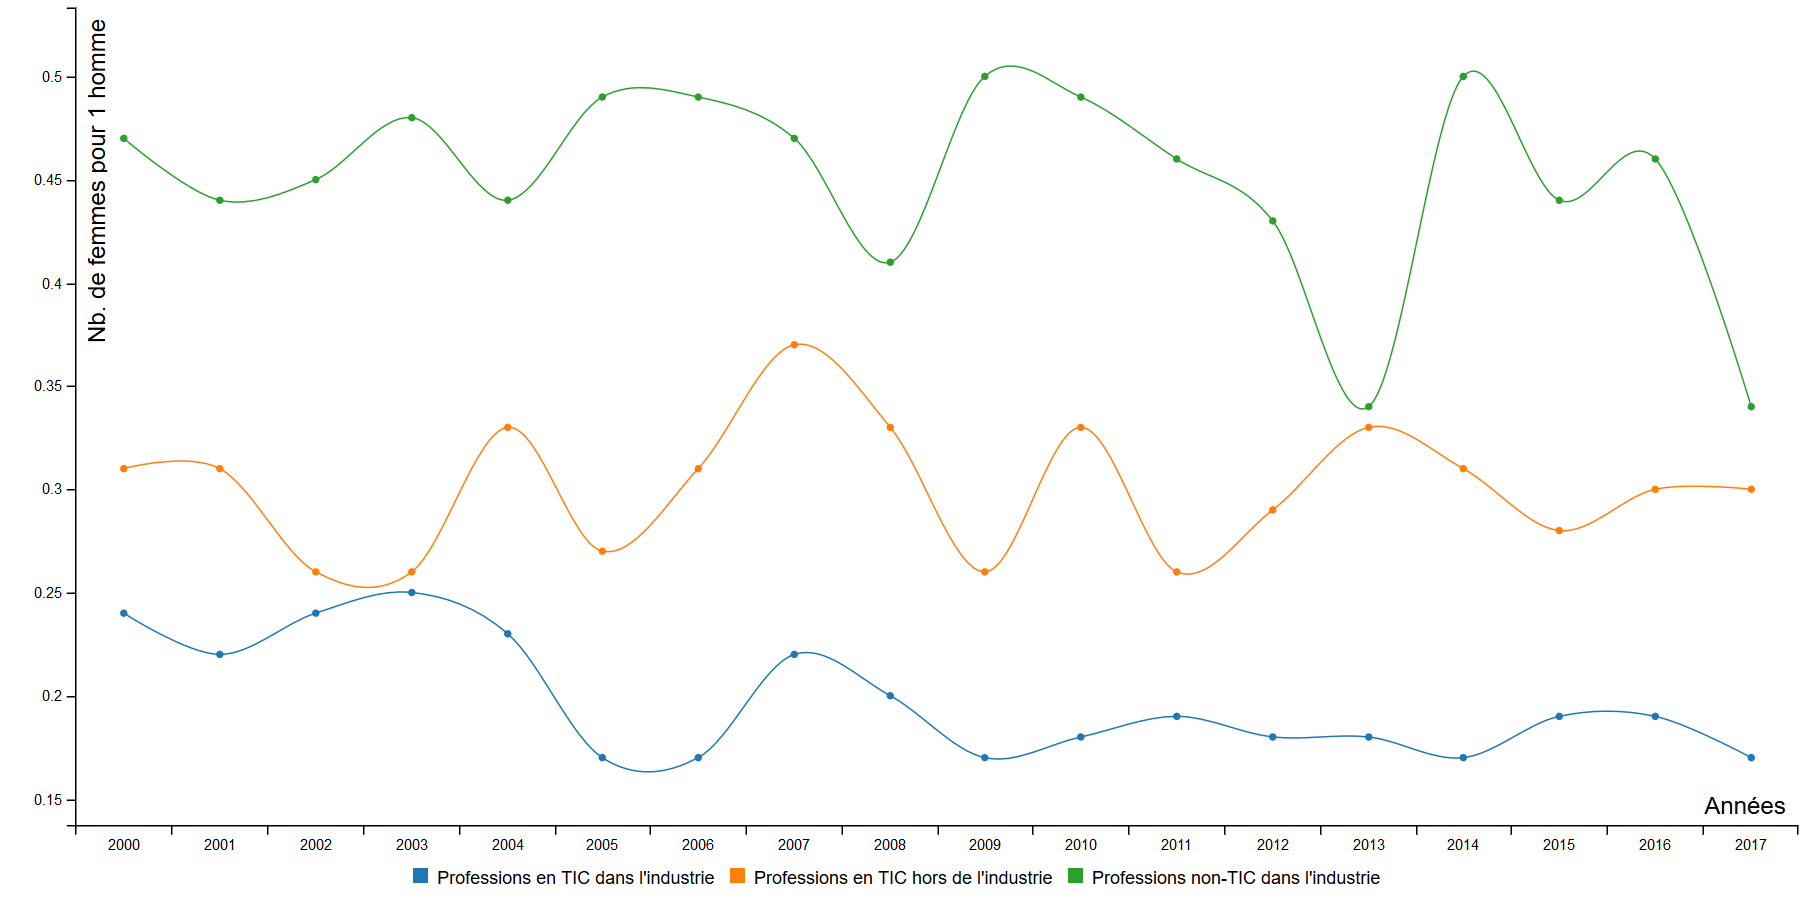 Nb. de femmes pour 1 homme
0.5
0.45
0.4
0.35
0.3
0.25
0.2
0.15
Années
2000 2001 2002 2003 2004 2005 2006 2007 2008 2009 2010 2011 2012 2013 2014 2015 2016 2017
Professions en TIC dans l'industrie Professions en TIC hors de l'industrie Professions non-TIC dans l'industrie